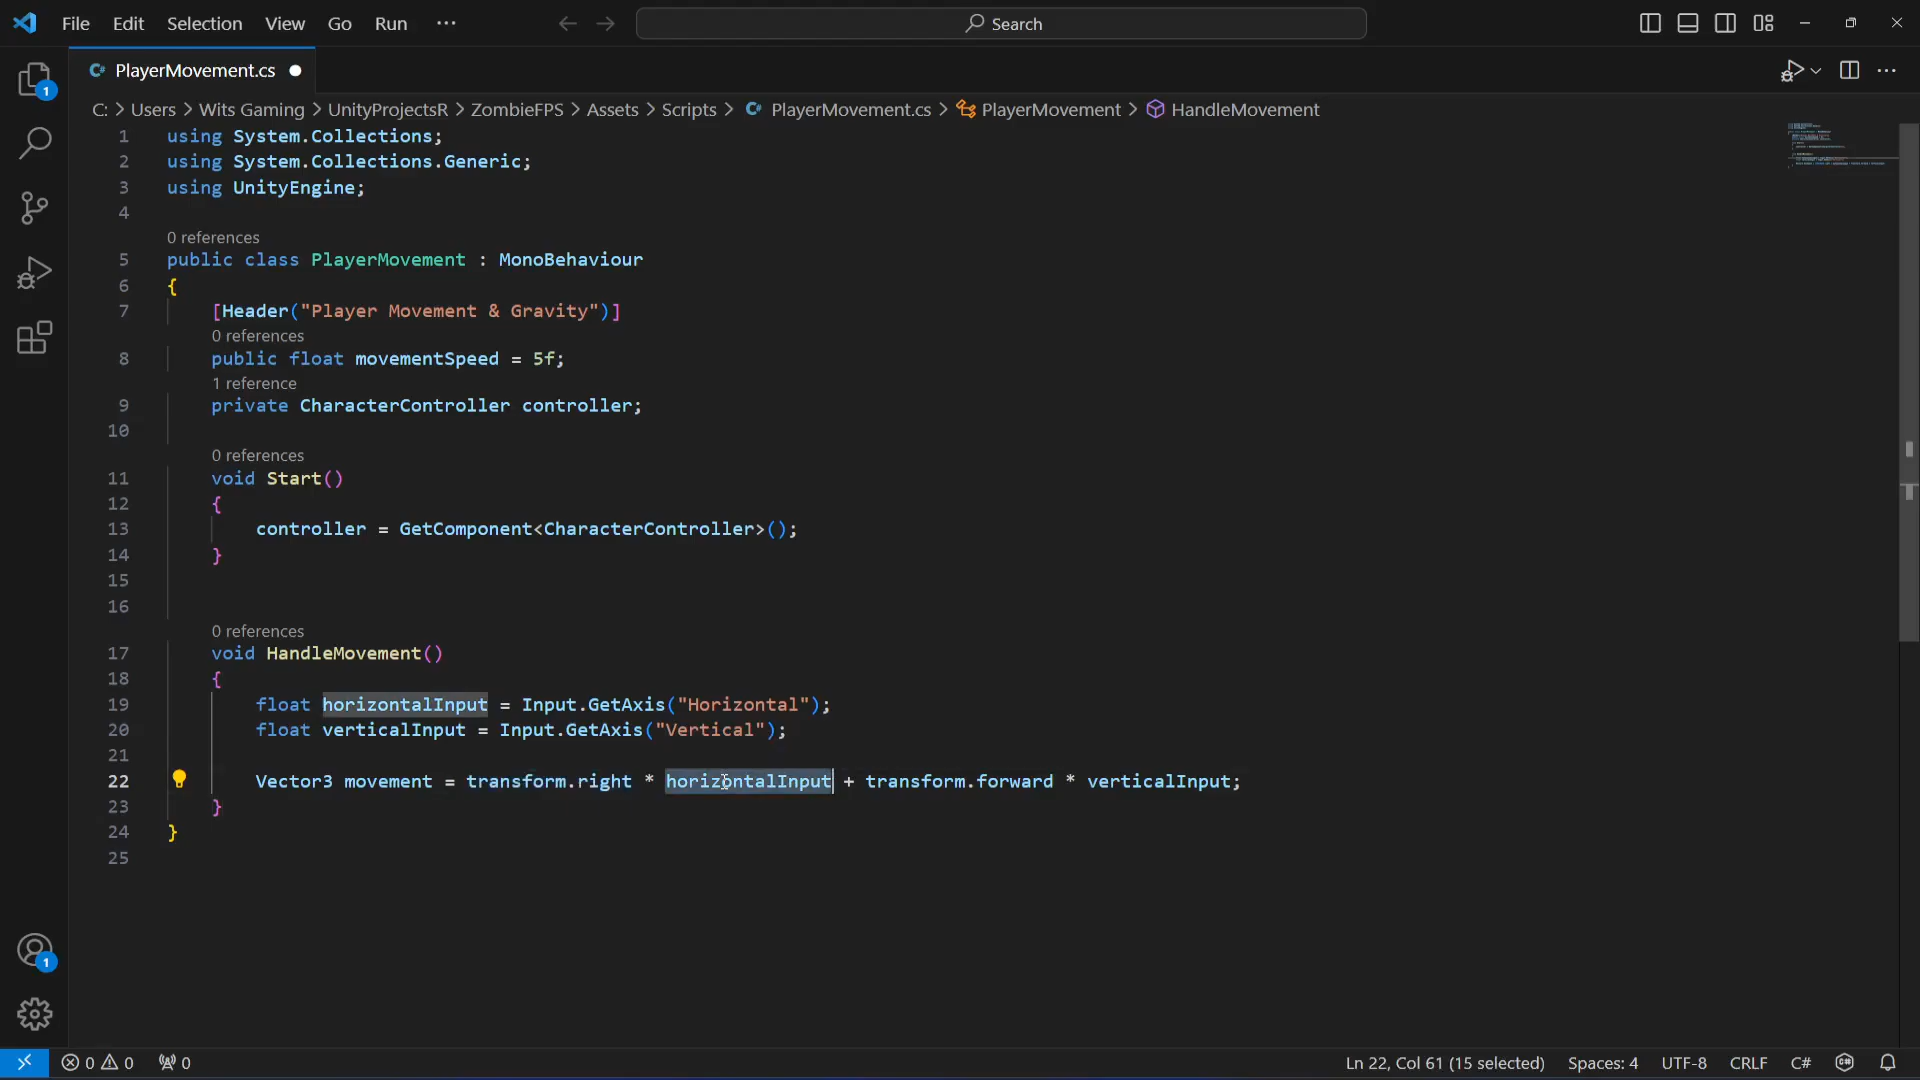 File Edit Selection View Go Run ··· Search
PlayerMovement.cs
C: > Users > Wits Gaming > UnityProjectsR > ZombieFPS > Assets > Scripts > PlayerMovement.cs > PlayerMovement > HandleMovement
1 using System.Collections;
2 using System.Collections.Generic;
3 using UnityEngine;
4
0 references
5 public class PlayerMovement : MonoBehaviour
6 {
7 [Header("Player Movement & Gravity")]
0 references
8 public float movementSpeed = 5f;
1 reference
9 private CharacterController controller;
10
0 references
11 void Start()
12 {
13 controller = GetComponent<CharacterController>();
14 }
15
16
0 references
17 void HandleMovement()
18 {
19 float horizontalInput = Input.GetAxis("Horizontal");
20 float verticalInput = Input.GetAxis("Vertical");
21
22 Vector3 movement = transform.right * horizontalInput + transform.forward * verticalInput;
23 }
24 }
25
1
1
0 0 0 Ln 22, Col 61 (15 selected) Spaces: 4 UTF-8 CRLF C#